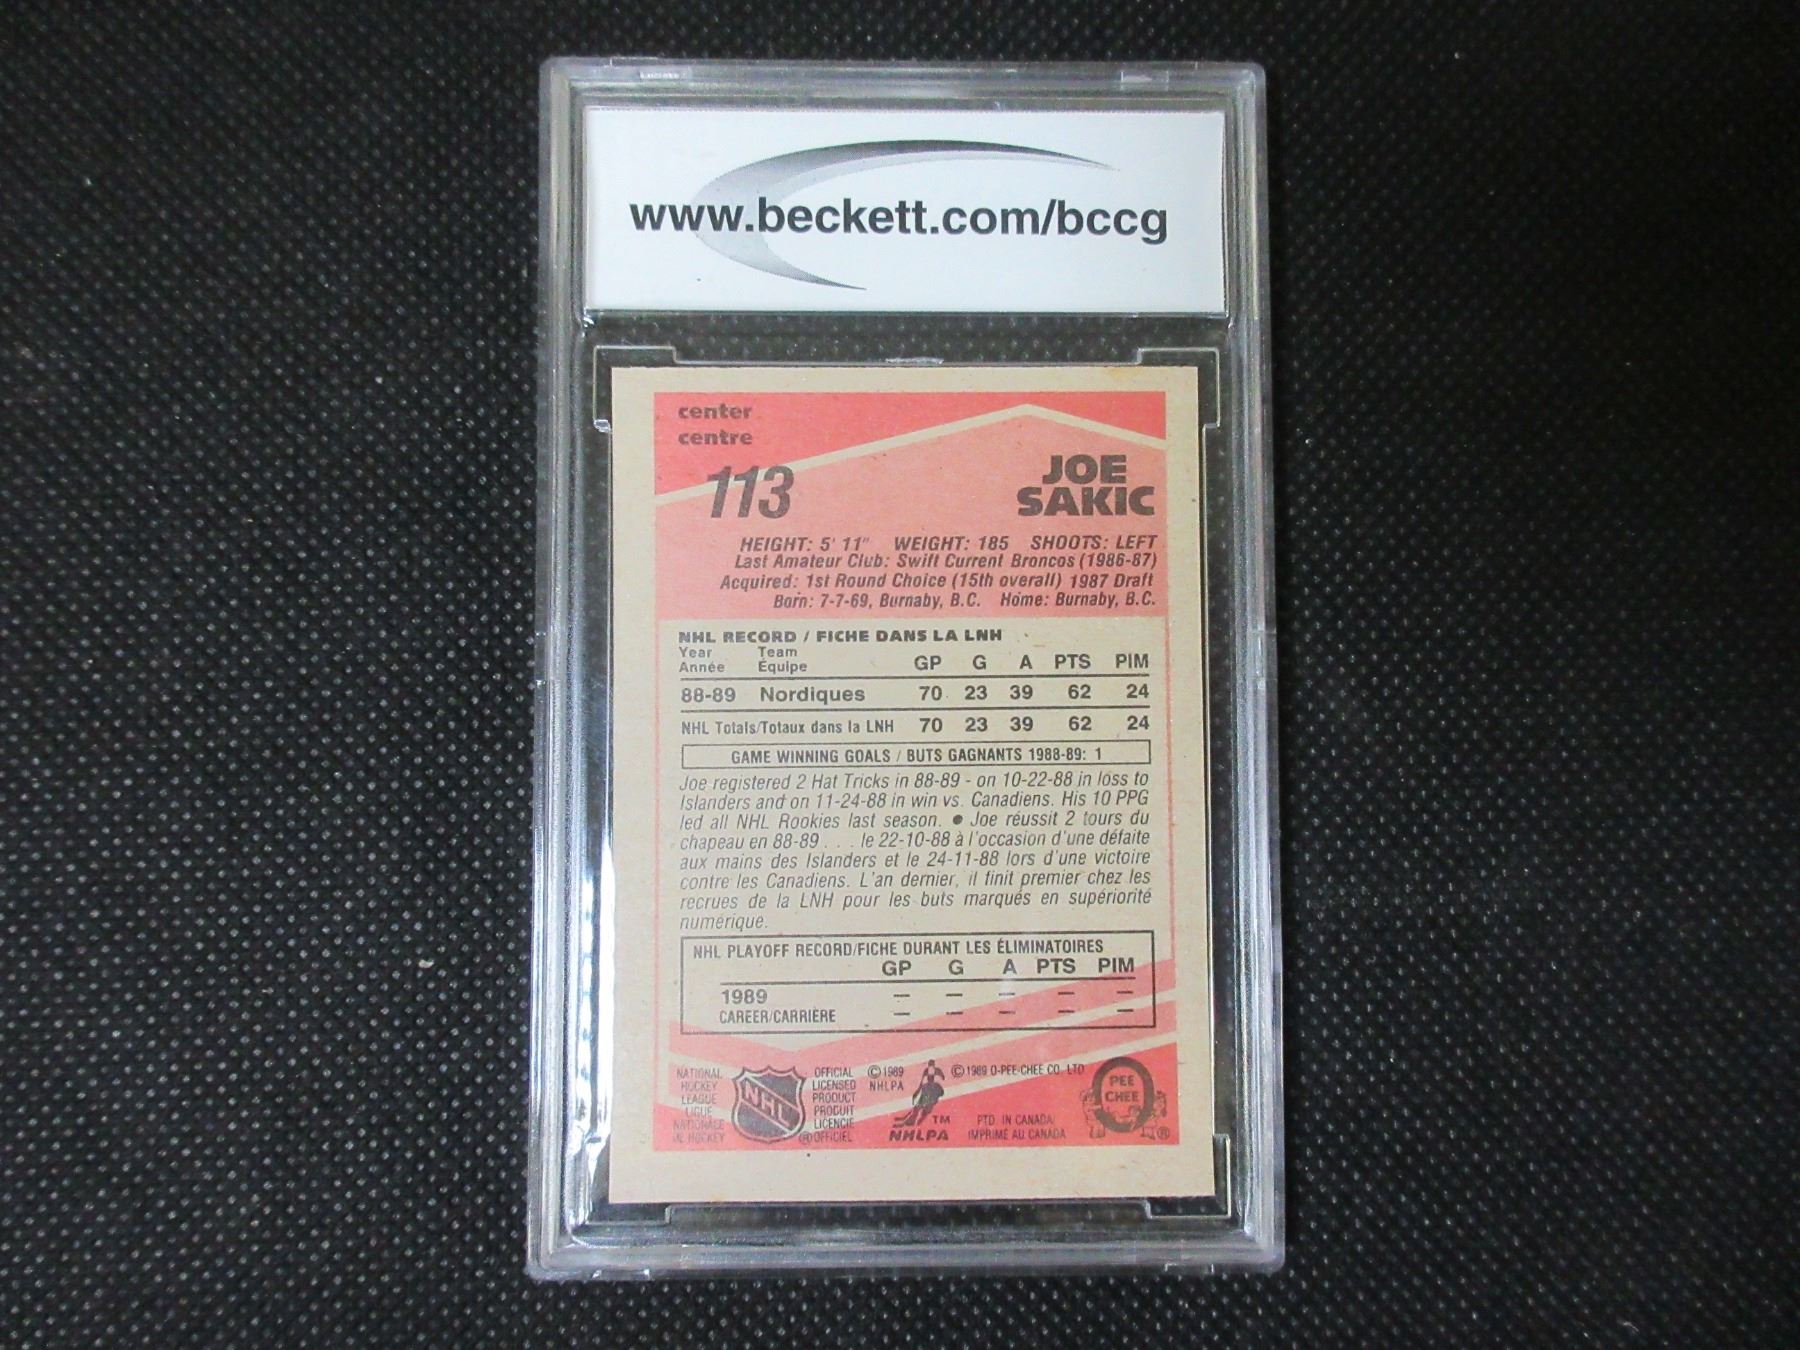 www.beckett.com/bccg
center
centre
113
JOE
SAKIC
HEIGHT: 5' 11" WEIGHT: 185 SHOOTS: LEFT
Last Amateur Club: Swift Current Broncos (1986-87)
Acquired: 1st Round Choice (15th overall) 1987 Draft
Born: 7-7-69, Burnaby, B.C. Home: Burnaby, B.C.
NHL RECORD / FICHE DANS LA LNH
Year Team
Année Équipe GP G A PTS PIM
88-89 Nordiques 70 23 39 62 24
NHL Totals/Totaux dans la LNH 70 23 39 62 24
GAME WINNING GOALS / BUTS GAGNANTS 1988-89: 1
Joe registered 2 Hat Tricks in 88-89 - on 10-22-88 in loss to
Islanders and on 11-24-88 in win vs. Canadiens. His 10 PPG
led all NHL Rookies last season. ● Joe réussit 2 tours du
chapeau en 88-89 . . . le 22-10-88 à l'occasion d'une défaite
aux mains des Islanders et le 24-11-88 lors d'une victoire
contre les Canadiens. L'an dernier, il finit premier chez les
recrues de la LNH pour les buts marqués en supériorité
numérique.
NHL PLAYOFF RECORD/FICHE DURANT LES ÉLIMINATOIRES
GP G A PTS PIM
1989 — — — — —
CAREER/CARRIÈRE — — — — —
NATIONAL
HOCKEY
LEAGUE
LIGUE
NATIONALE
DE HOCKEY
NHL
®
OFFICIAL
LICENSED
PRODUCT
PRODUIT
LICENCIÉ
OFFICIEL
©1989
NHLPA
TM
NHLPA
©1989 O-PEE-CHEE CO. LTD
PTD. IN CANADA/
IMPRIMÉ AU CANADA
O
PEE
CHEE
®